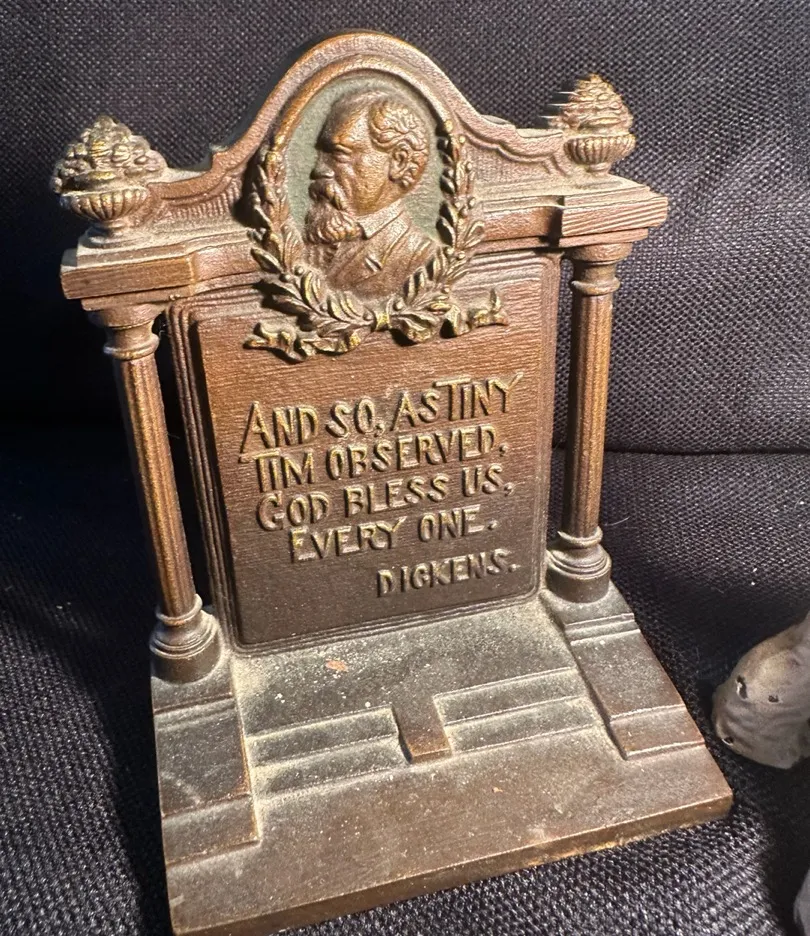 AND SO, AS TINY
TIM OBSERVED,
GOD BLESS US,
EVERY ONE.
DICKENS.